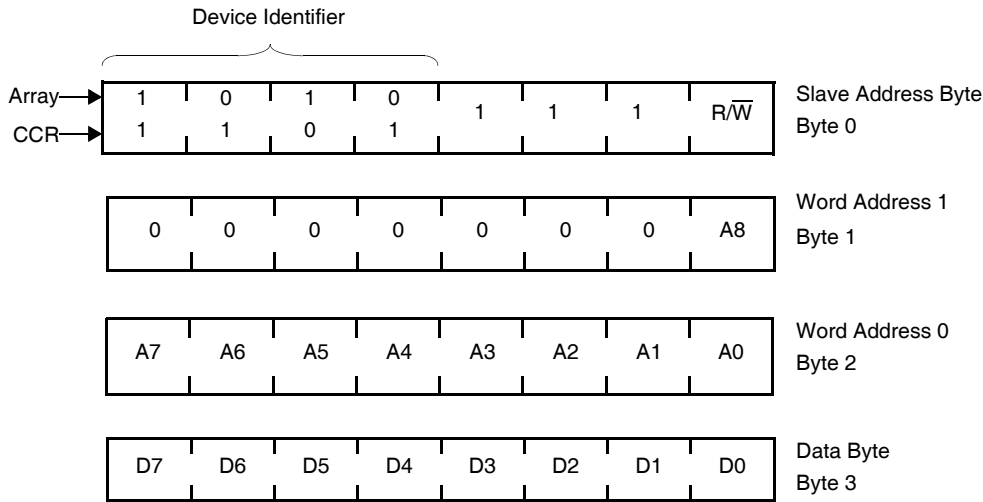 Device Identifier
Array 1 0 1 0 1 1 1 R/W̅ Slave Address Byte
CCR 1 1 0 1 Byte 0
0 0 0 0 0 0 0 A8 Word Address 1
Byte 1
A7 A6 A5 A4 A3 A2 A1 A0 Word Address 0
Byte 2
D7 D6 D5 D4 D3 D2 D1 D0 Data Byte
Byte 3